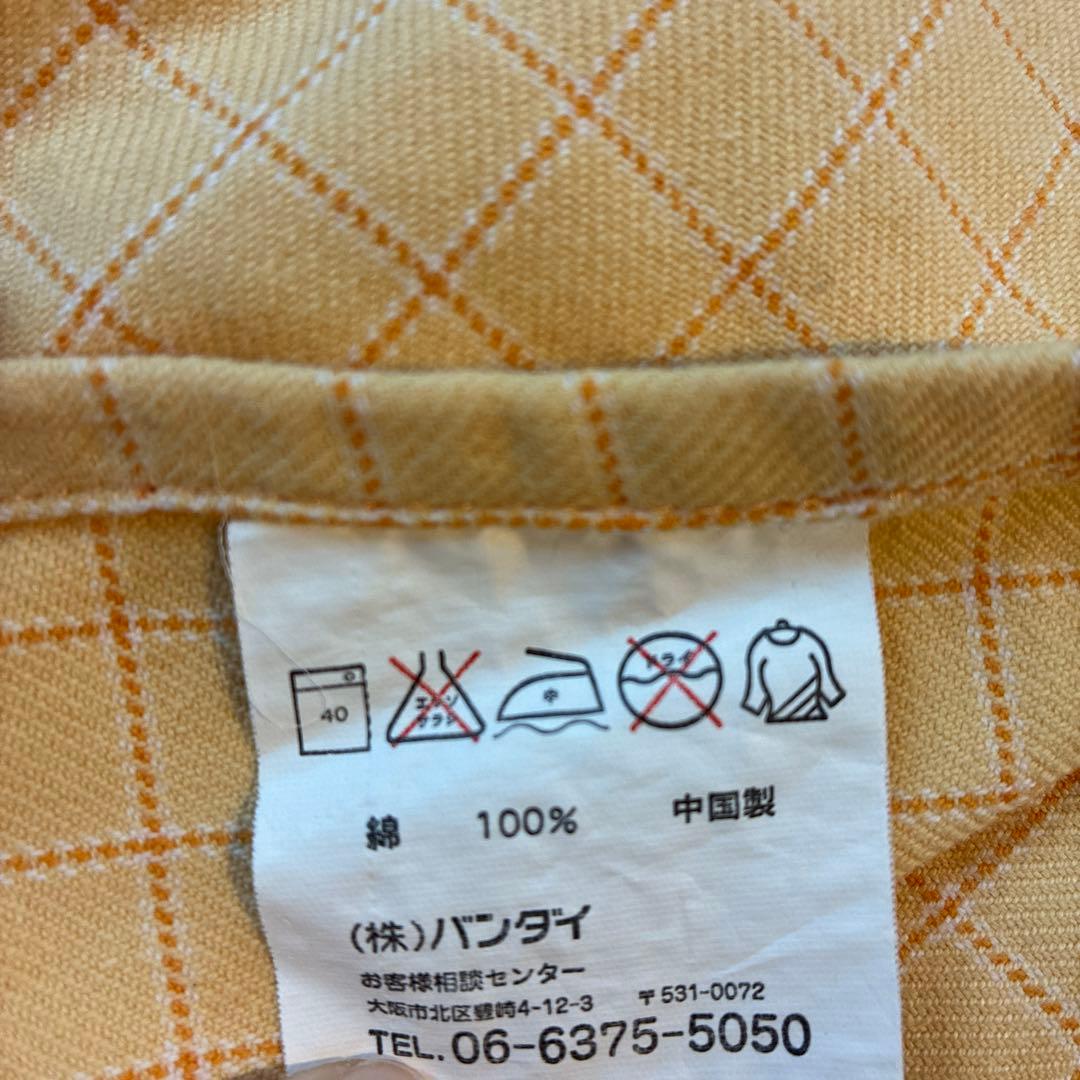 40
エンソ
サラシ
中
ドライ
綿 100% 中国製
(株)バンダイ
お客様相談センター
大阪市北区豊崎4-12-3 〒531-0072
TEL. 06-6375-5050